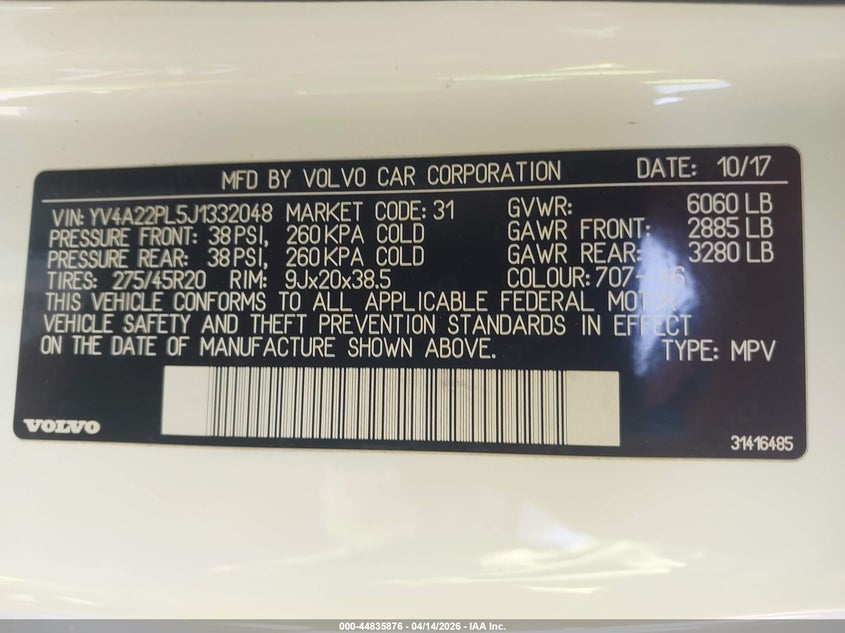 MFD BY VOLVO CAR CORPORATION DATE: 10/17
VIN: YV4A22PL5J1332048 MARKET CODE: 31 GVWR: 6060 LB
PRESSURE FRONT: 38 PSI, 260 KPA COLD GAWR FRONT: 2885 LB
PRESSURE REAR: 38 PSI, 260 KPA COLD GAWR REAR: 3280 LB
TIRES: 275/45R20 RIM: 9Jx20x38.5 COLOUR:
THIS VEHICLE CONFORMS TO ALL APPLICABLE FEDERAL MOTOR
VEHICLE SAFETY AND THEFT PREVENTION STANDARDS IN EFFECT
ON THE DATE OF MANUFACTURE SHOWN ABOVE. TYPE: MPV
VOLVO
31416485
000-44835876 - 04/14/2026 - IAA Inc.